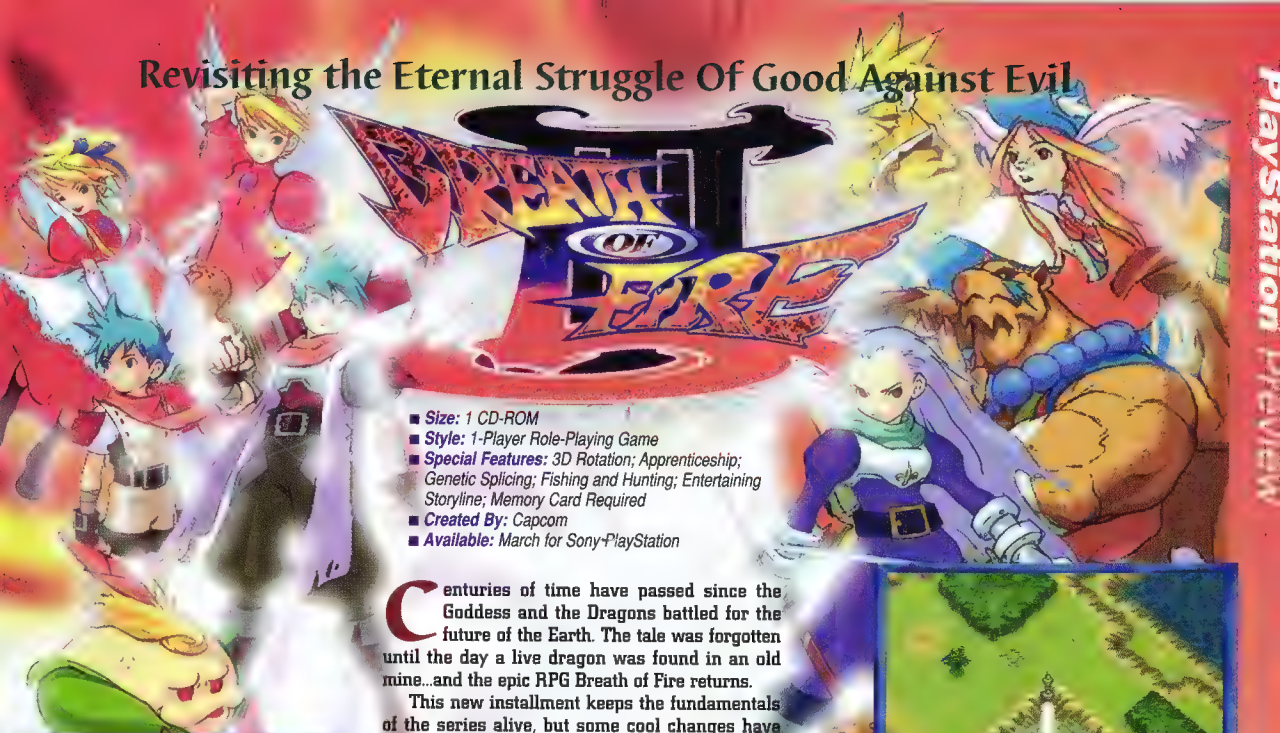 Revisiting the Eternal Struggle Of Good Against Evil
BREATH
OF
FIRE
III
PlayStation Preview
■ Size: 1 CD-ROM
■ Style: 1-Player Role-Playing Game
■ Special Features: 3D Rotation; Apprenticeship;
Genetic Splicing; Fishing and Hunting; Entertaining
Storyline; Memory Card Required
■ Created By: Capcom
■ Available: March for Sony PlayStation
Centuries of time have passed since the
Goddess and the Dragons battled for the
future of the Earth. The tale was forgotten
until the day a live dragon was found in an old
mine...and the epic RPG Breath of Fire returns.
This new installment keeps the fundamentals
of the series alive, but some cool changes have